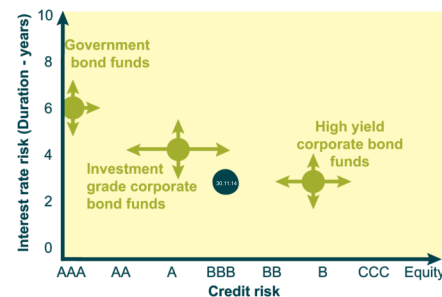 10
Government
bond funds
8
6
High yield
corporate bond
funds
4
Investment
grade corporate
bond funds
30.11.14
2
0
Interest rate risk (Duration - years)
AAA AA A BBB BB B CCC Equity
Credit risk